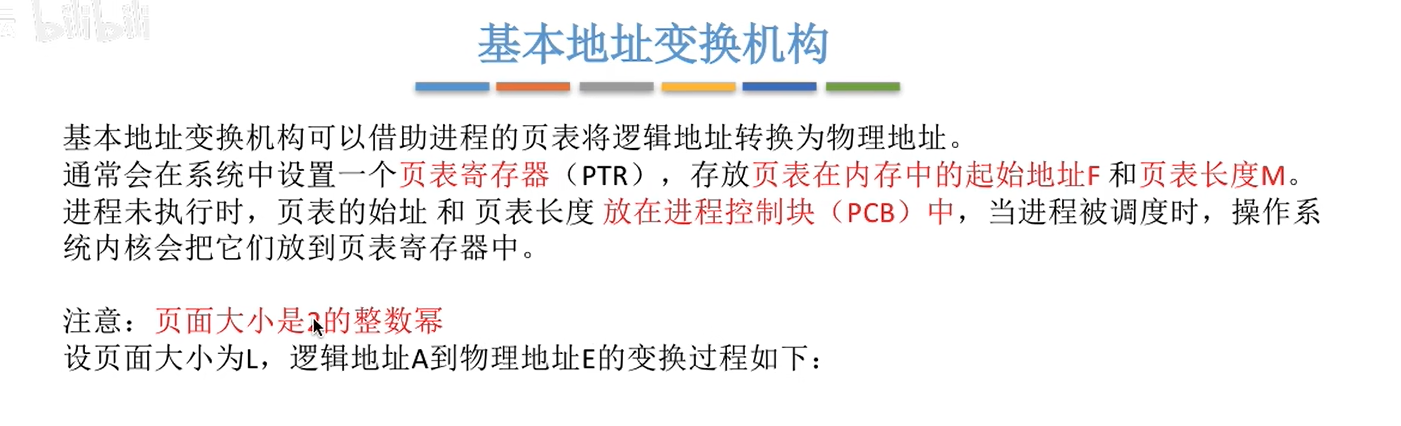 bilibili
基本地址变换机构
基本地址变换机构可以借助进程的页表将逻辑地址转换为物理地址。
通常会在系统中设置一个页表寄存器（PTR），存放页表在内存中的起始地址F 和页表长度M。
进程未执行时，页表的始址 和 页表长度 放在进程控制块（PCB）中，当进程被调度时，操作系
统内核会把它们放到页表寄存器中。
注意：页面大小是2的整数幂
设页面大小为L，逻辑地址A到物理地址E的变换过程如下：